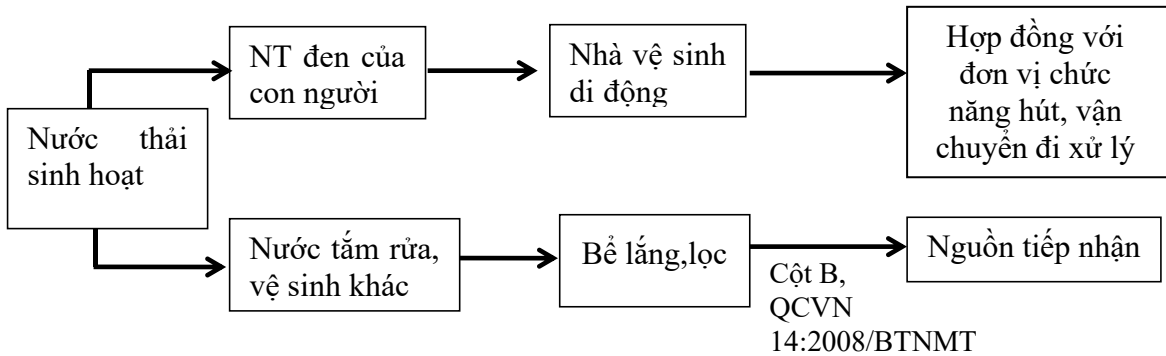 Nước thải
sinh hoạt
NT đen của
con người
Nhà vệ sinh
di động
Hợp đồng với
đơn vị chức
năng hút, vận
chuyển đi xử lý
Nước tắm rửa,
vệ sinh khác
Bể lắng,lọc
Cột B,
QCVN
14:2008/BTNMT
Nguồn tiếp nhận